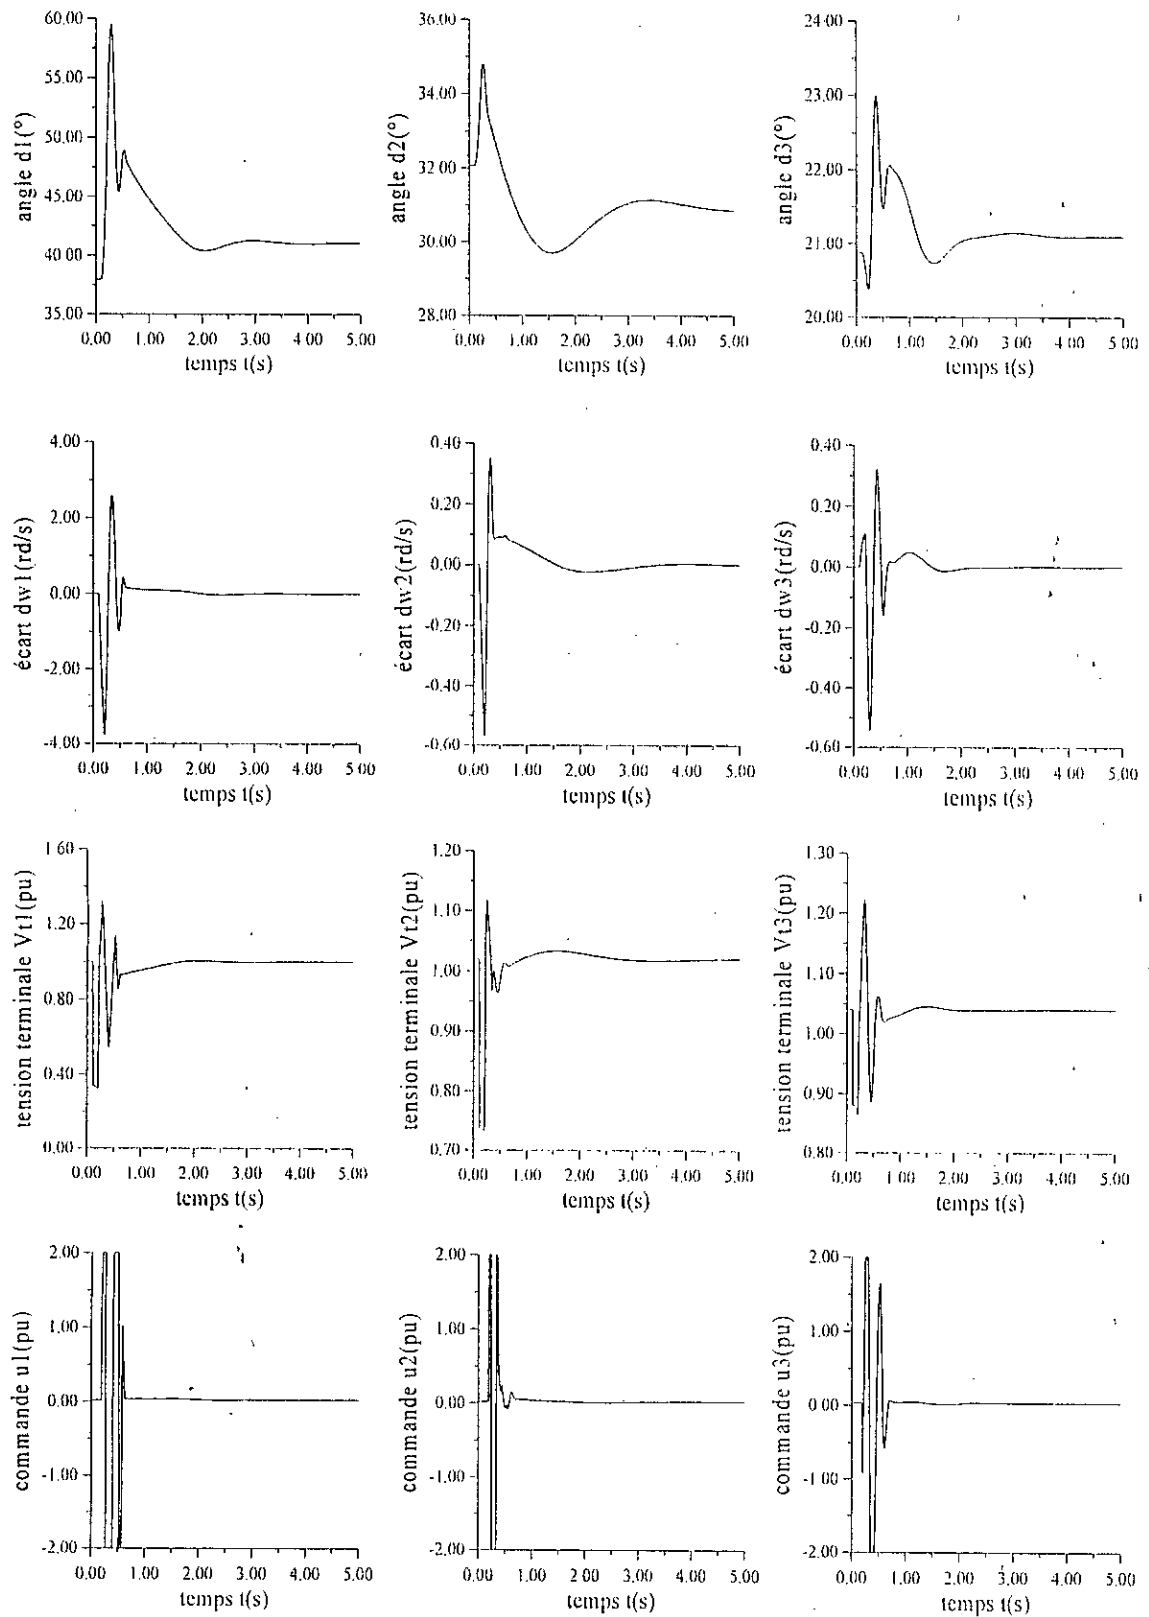 60.00
55.00
50.00
45.00
40.00
35.00
angle d1(°)
0.00 1.00 2.00 3.00 4.00 5.00
temps t(s)
36.00
34.00
32.00
30.00
28.00
angle d2(°)
0.00 1.00 2.00 3.00 4.00 5.00
temps t(s)
24.00
23.00
22.00
21.00
20.00
angle d3(°)
0.00 1.00 2.00 3.00 4.00 5.00
temps t(s)
4.00
2.00
0.00
-2.00
-4.00
écart dw1(rd/s)
0.00 1.00 2.00 3.00 4.00 5.00
temps t(s)
0.40
0.20
0.00
-0.20
-0.40
-0.60
écart dw2(rd/s)
0.00 1.00 2.00 3.00 4.00 5.00
temps t(s)
0.40
0.20
0.00
-0.20
-0.40
-0.60
écart dw3(rd/s)
0.00 1.00 2.00 3.00 4.00 5.00
temps t(s)
1.60
1.20
0.80
0.40
0.00
tension terminale Vt1(pu)
0.00 1.00 2.00 3.00 4.00 5.00
temps t(s)
1.20
1.10
1.00
0.90
0.80
0.70
tension terminale Vt2(pu)
0.00 1.00 2.00 3.00 4.00 5.00
temps t(s)
1.30
1.20
1.10
1.00
0.90
0.80
tension terminale Vt3(pu)
0.00 1.00 2.00 3.00 4.00 5.00
temps t(s)
2.00
1.00
0.00
-1.00
-2.00
commande u1(pu)
0.00 1.00 2.00 3.00 4.00 5.00
temps t(s)
2.00
1.00
0.00
-1.00
-2.00
commande u2(pu)
0.00 1.00 2.00 3.00 4.00 5.00
temps t(s)
2.00
1.00
0.00
-1.00
-2.00
commande u3(pu)
0.00 1.00 2.00 3.00 4.00 5.00
temps t(s)